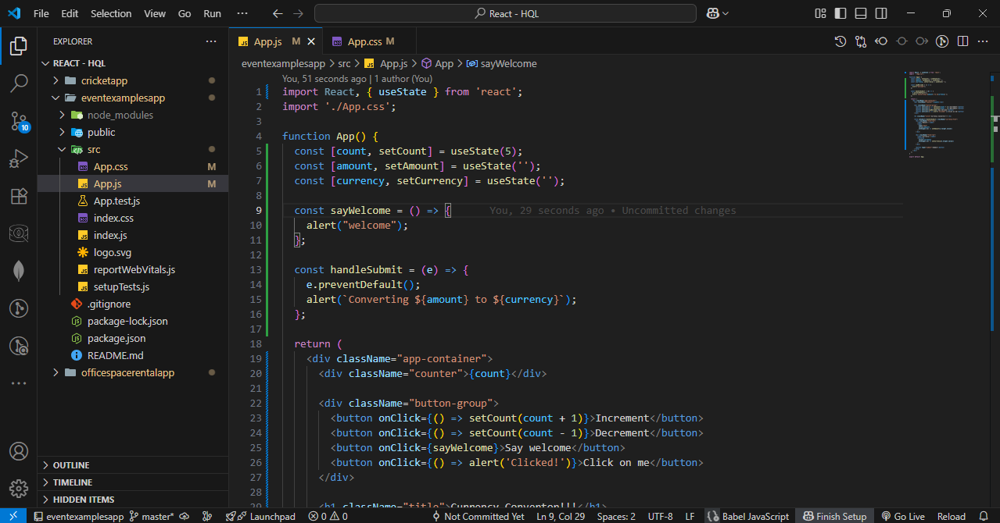 File Edit Selection View Go Run ··· React - HQL
EXPLORER ···
REACT - HQL
cricketapp
eventexamplesapp
node_modules
public
src
App.css M
App.js M
App.test.js
index.css
index.js
logo.svg
reportWebVitals.js
setupTests.js
.gitignore
package-lock.json
package.json
README.md
officespacerentalapp
OUTLINE
TIMELINE
HIDDEN ITEMS
10
App.js M App.css M
eventexamplesapp > src > App.js > App > sayWelcome
You, 51 seconds ago | 1 author (You)
1 import React, { useState } from 'react';
2 import './App.css';
3
4 function App() {
5 const [count, setCount] = useState(5);
6 const [amount, setAmount] = useState('');
7 const [currency, setCurrency] = useState('');
8
9 const sayWelcome = () => { You, 29 seconds ago • Uncommitted changes
10 alert("welcome");
11 };
12
13 const handleSubmit = (e) => {
14 e.preventDefault();
15 alert(`Converting ${amount} to ${currency}`);
16 };
17
18 return (
19 <div className="app-container">
20 <div className="counter">{count}</div>
21
22 <div className="button-group">
23 <button onClick={() => setCount(count + 1)}>Increment</button>
24 <button onClick={() => setCount(count - 1)}>Decrement</button>
25 <button onClick={sayWelcome}>Say welcome</button>
26 <button onClick={() => alert('Clicked!')}>Click on me</button>
27 </div>
28
29 <h1 className="title">Currency Convertor!!!</h1>
eventexamplesapp master* Launchpad 0 0 Not Committed Yet Ln 9, Col 29 Spaces: 2 UTF-8 LF Babel JavaScript Finish Setup Go Live Reload